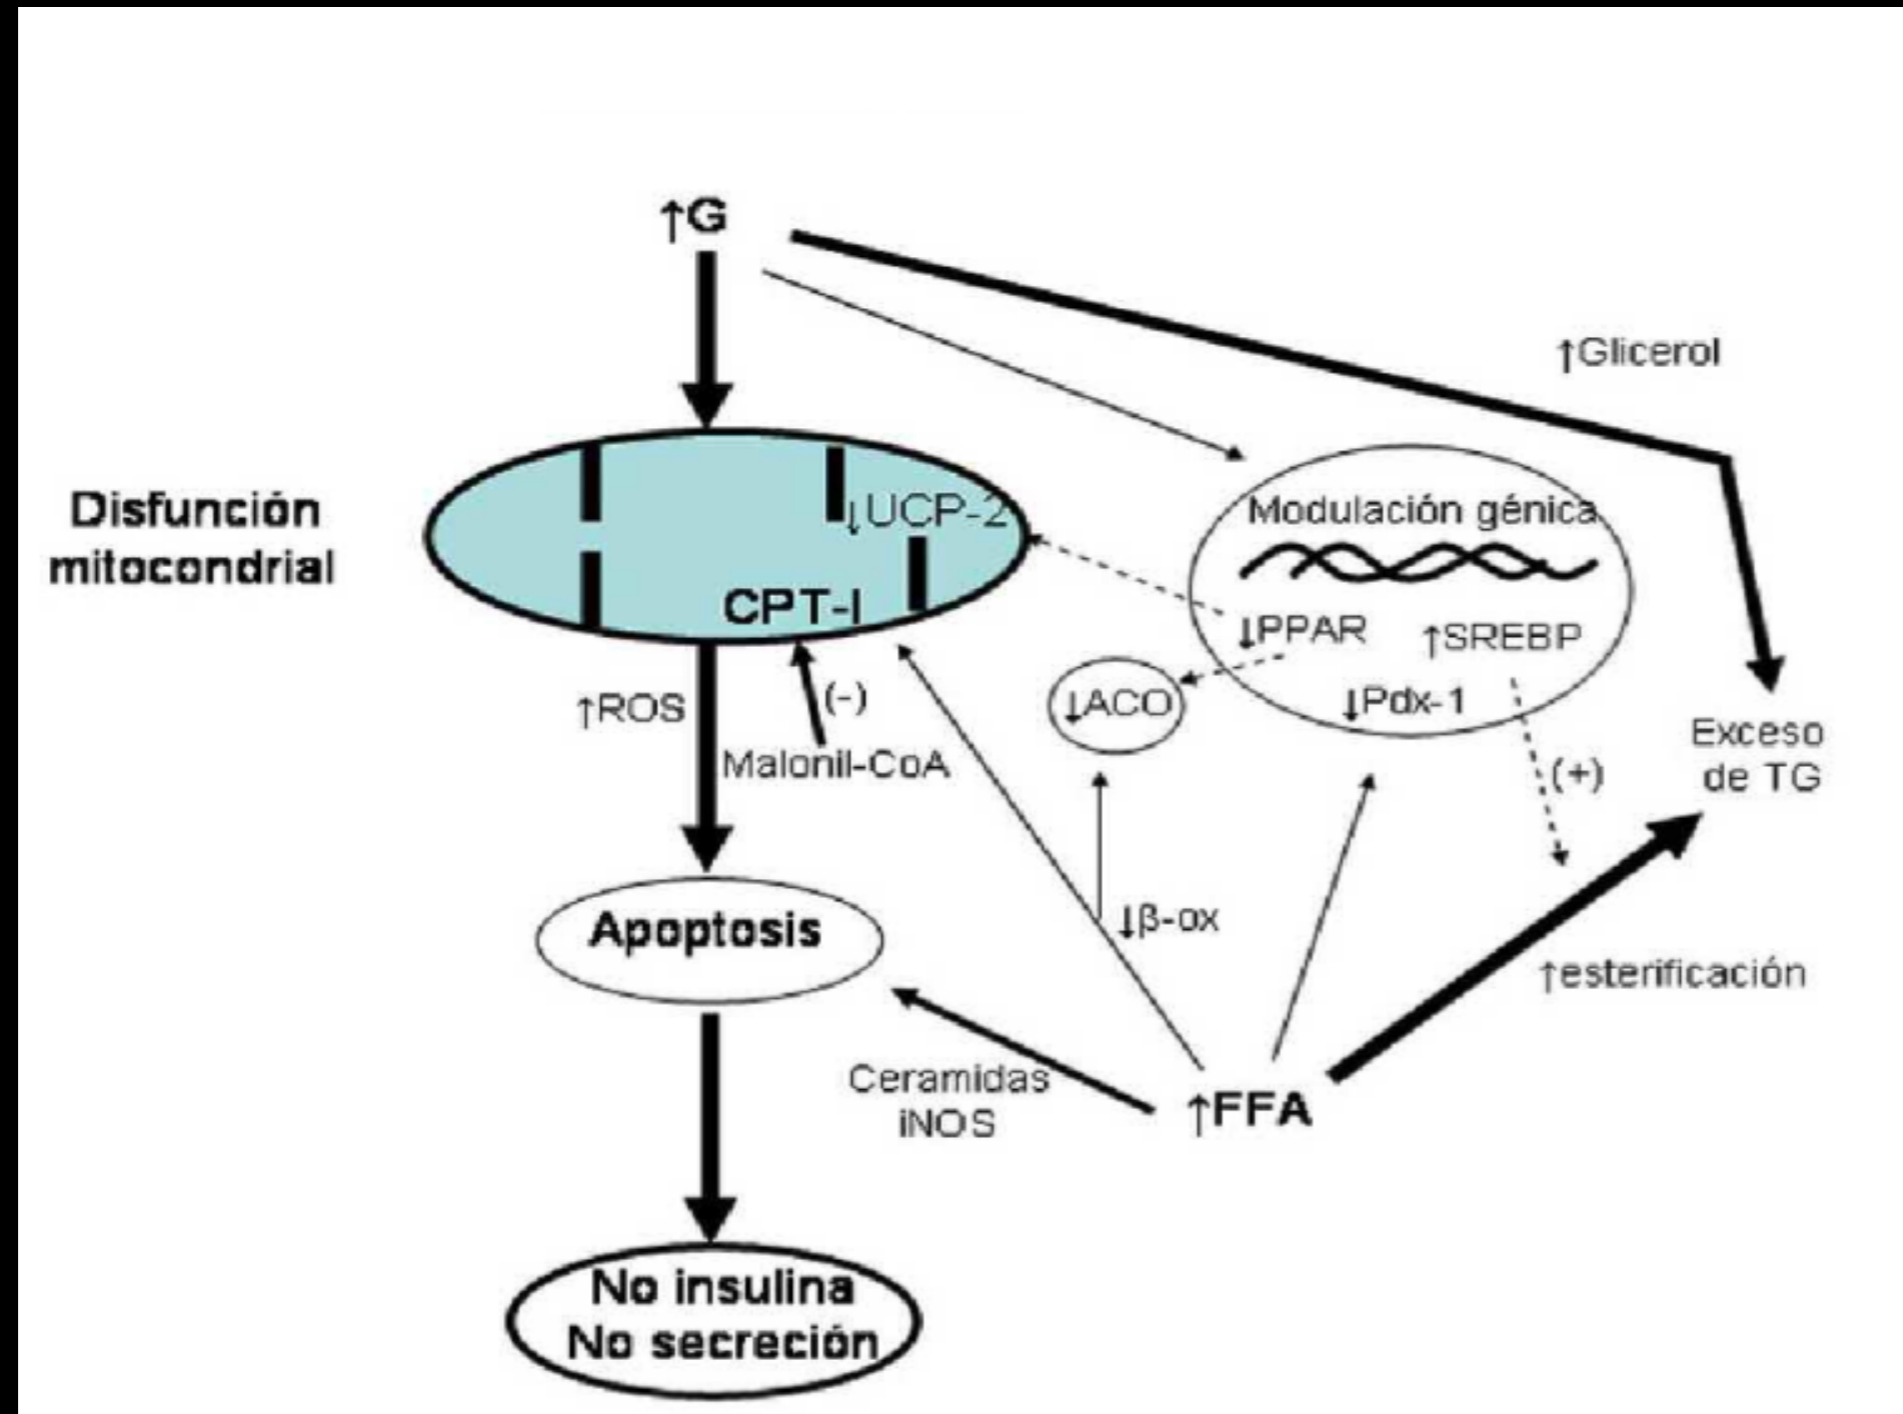 ↑G
↑Glicerol
Disfunción
mitocondrial
↓UCP-2
CPT-I
Modulación génica
↓PPAR
↑SREBP
↓Pdx-1
↓ACO
↑ROS
(-)
Malonil-CoA
Exceso
de TG
(+)
Apoptosis
↓β-ox
↑esterificación
Ceramidas
iNOS
↑FFA
No insulina
No secreción